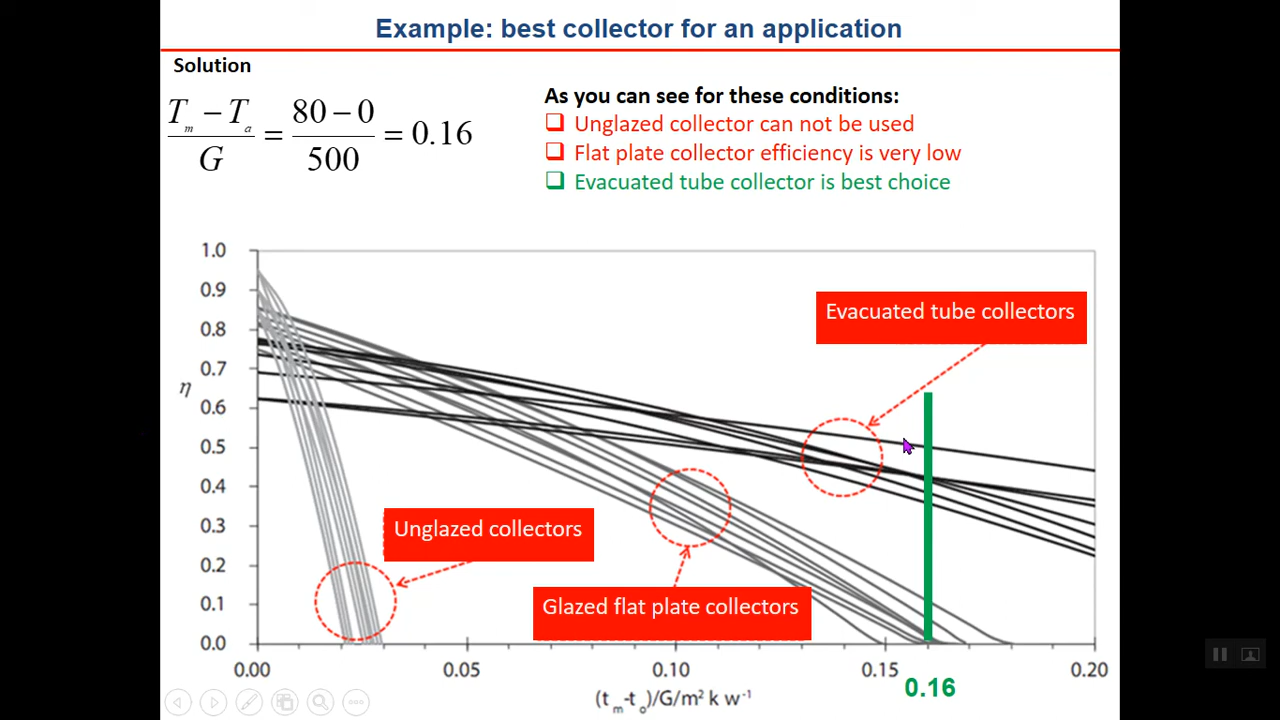 Example: best collector for an application
Solution
Tm − Ta / G = 80 − 0 / 500 = 0.16
As you can see for these conditions:
Unglazed collector can not be used
Flat plate collector efficiency is very low
Evacuated tube collector is best choice
1.0
0.9
0.8
0.7
0.6
0.5
0.4
0.3
0.2
0.1
0.0
η
Evacuated tube collectors
Unglazed collectors
Glazed flat plate collectors
0.00 0.05 0.10 0.15 0.20
0.16
(t m-t o)/G/m² k w⁻¹